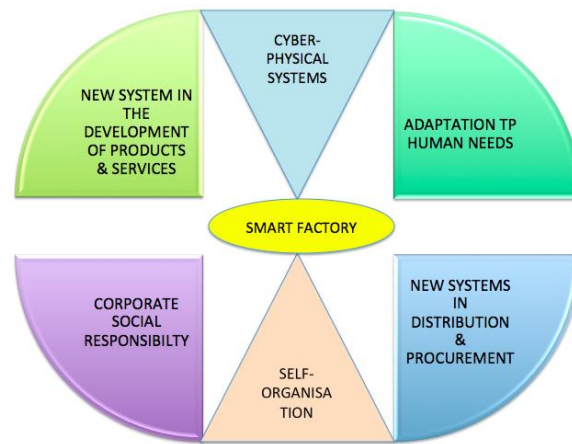 CYBER-
PHYSICAL
SYSTEMS
NEW SYSTEM IN
THE
DEVELOPMENT
OF PRODUCTS
& SERVICES
ADAPTATION TP
HUMAN NEEDS
SMART FACTORY
CORPORATE
SOCIAL
RESPONSIBILTY
NEW SYSTEMS
IN
DISTRIBUTION
&
PROCUREMENT
SELF-
ORGANISA
TION